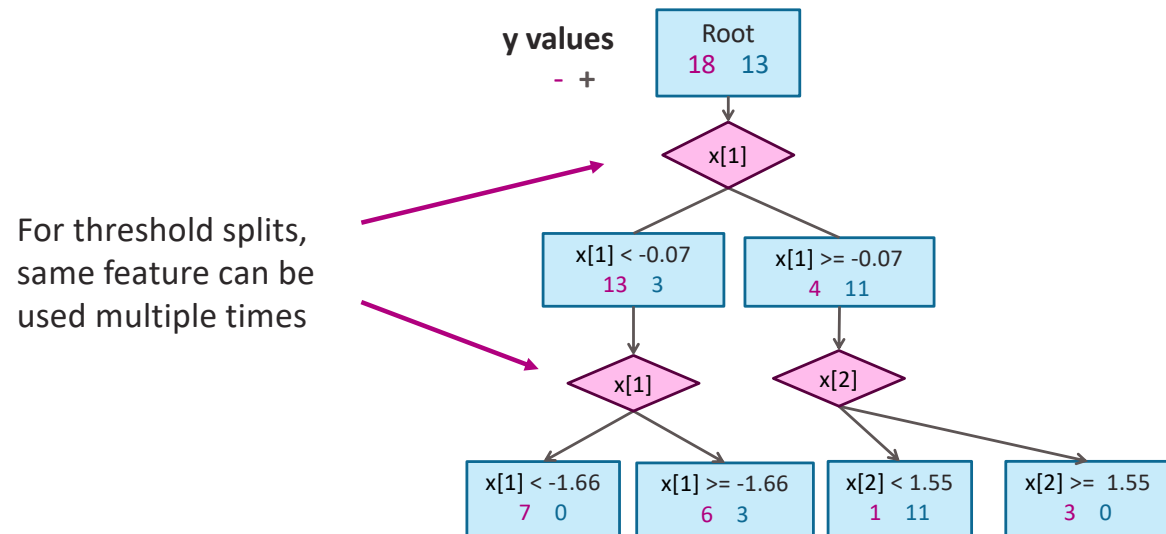 y values
- +
Root
18 13
x[1]
For threshold splits,
same feature can be
used multiple times
x[1] < -0.07
13 3
x[1] >= -0.07
4 11
x[1]
x[2]
x[1] < -1.66
7 0
x[1] >= -1.66
6 3
x[2] < 1.55
1 11
x[2] >= 1.55
3 0